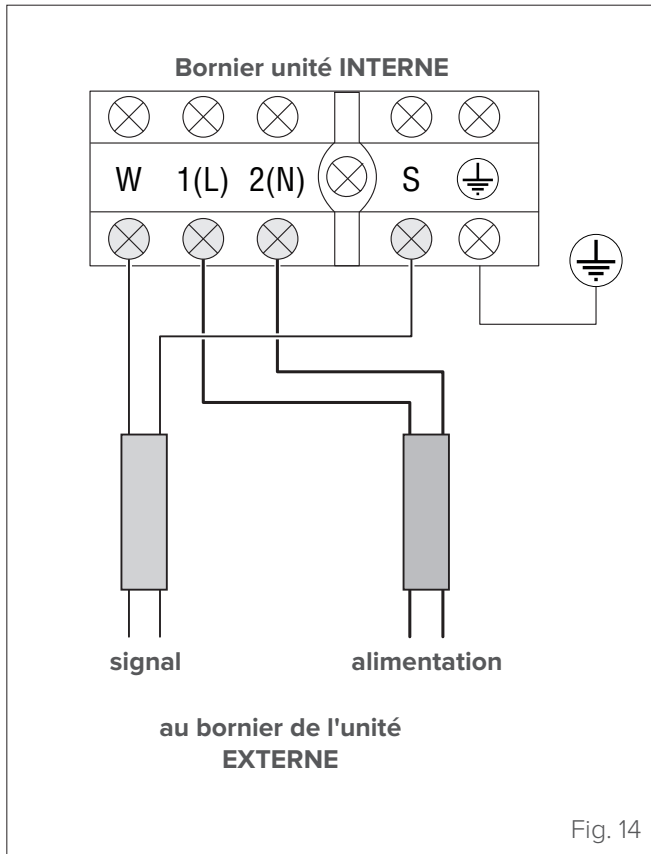 Bornier unité INTERNE
W 1(L) 2(N) S
signal alimentation
au bornier de l'unité
EXTERNE
Fig. 14